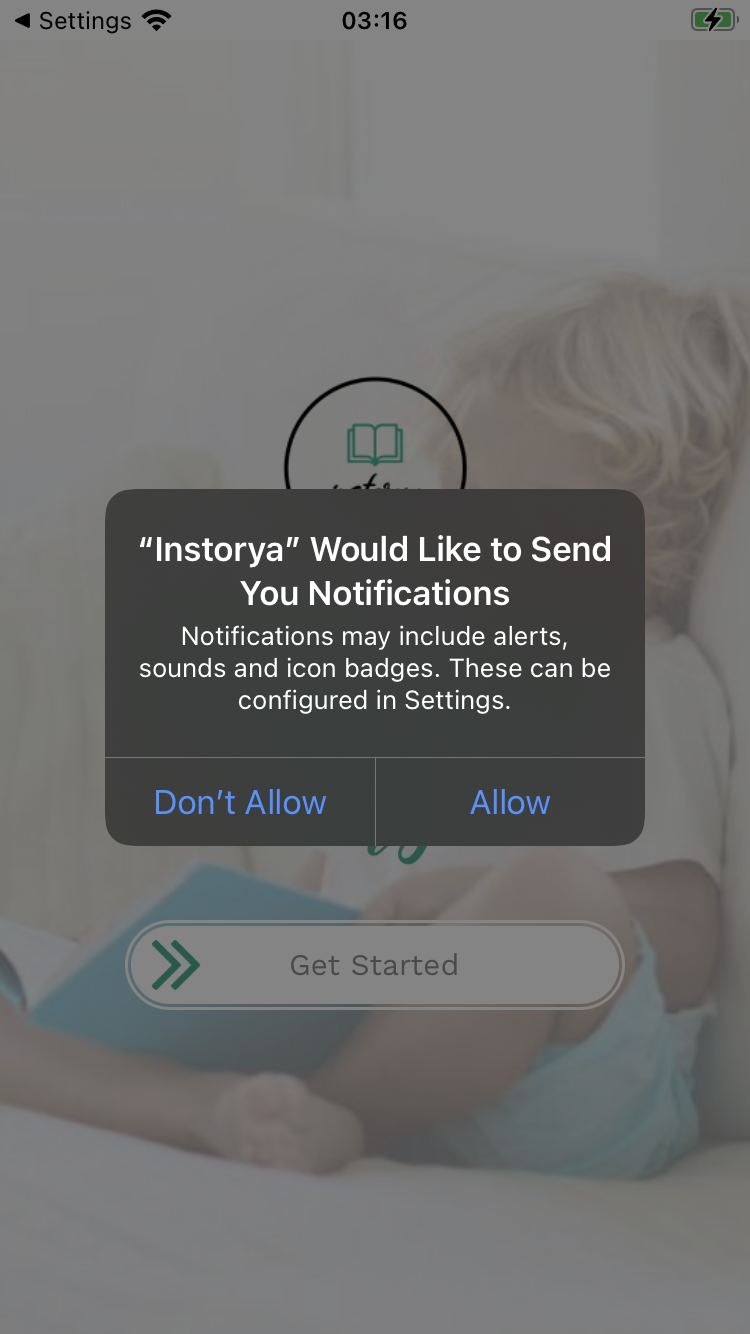 Settings 03:16
“Instorya” Would Like to Send
You Notifications
Notifications may include alerts,
sounds and icon badges. These can be
configured in Settings.
Don’t Allow Allow
Get Started